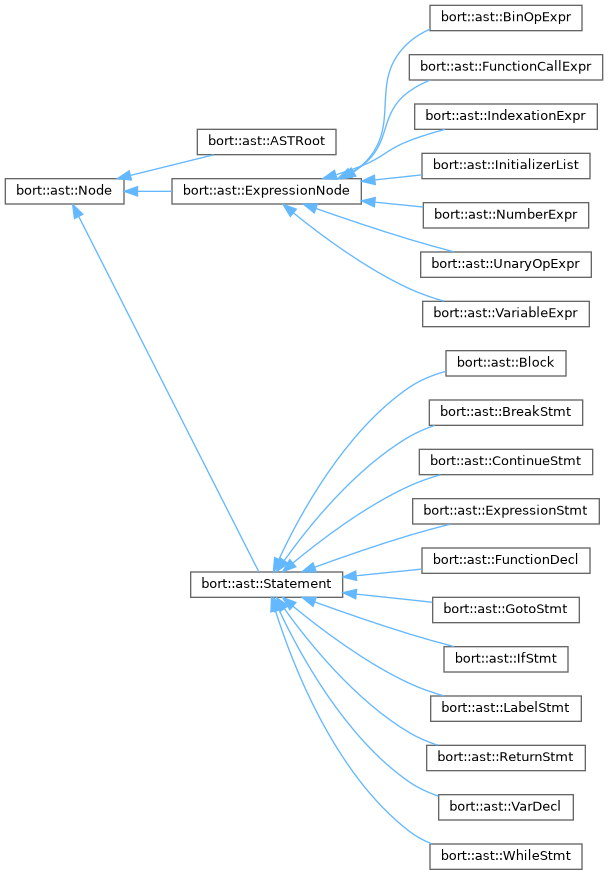 bort::ast::BinOpExpr
bort::ast::FunctionCallExpr
bort::ast::IndexationExpr
bort::ast::ASTRoot
bort::ast::InitializerList
bort::ast::Node
bort::ast::ExpressionNode
bort::ast::NumberExpr
bort::ast::UnaryOpExpr
bort::ast::VariableExpr
bort::ast::Block
bort::ast::BreakStmt
bort::ast::ContinueStmt
bort::ast::ExpressionStmt
bort::ast::FunctionDecl
bort::ast::Statement
bort::ast::GotoStmt
bort::ast::IfStmt
bort::ast::LabelStmt
bort::ast::ReturnStmt
bort::ast::VarDecl
bort::ast::WhileStmt